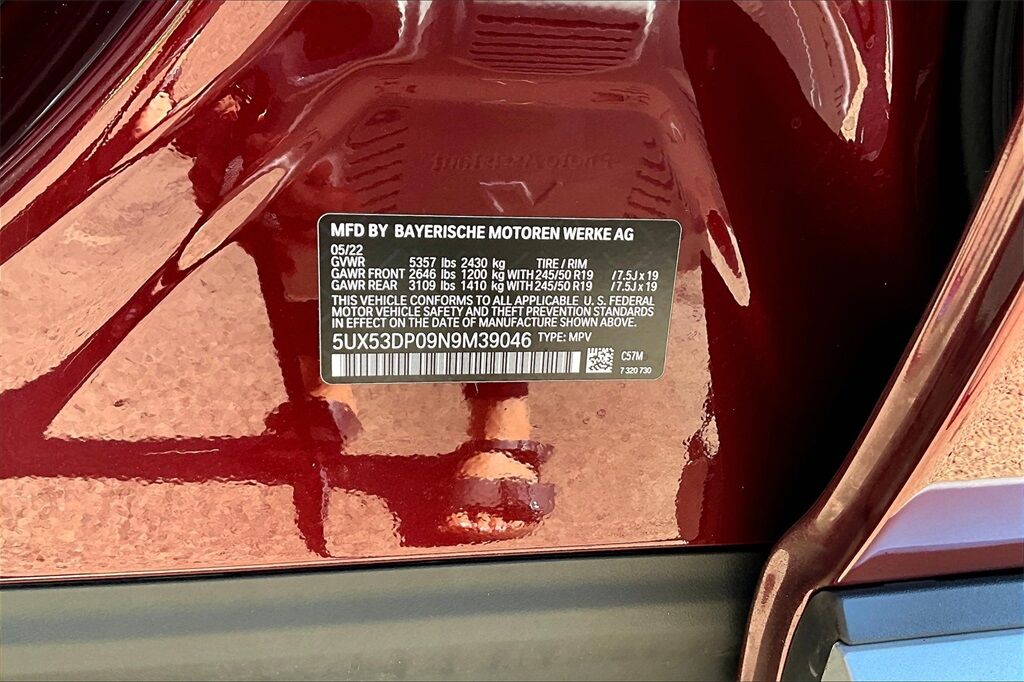 MFD BY BAYERISCHE MOTOREN WERKE AG
05/22
GVWR 5357 lbs 2430 kg TIRE / RIM
GAWR FRONT 2646 lbs 1200 kg WITH 245/50 R19 / 7.5J x 19
GAWR REAR 3109 lbs 1410 kg WITH 245/50 R19 / 7.5J x 19
THIS VEHICLE CONFORMS TO ALL APPLICABLE U. S. FEDERAL
MOTOR VEHICLE SAFETY AND THEFT PREVENTION STANDARDS
IN EFFECT ON THE DATE OF MANUFACTURE SHOWN ABOVE.
5UX53DP09N9M39046 TYPE: MPV
C57M
7 320 730